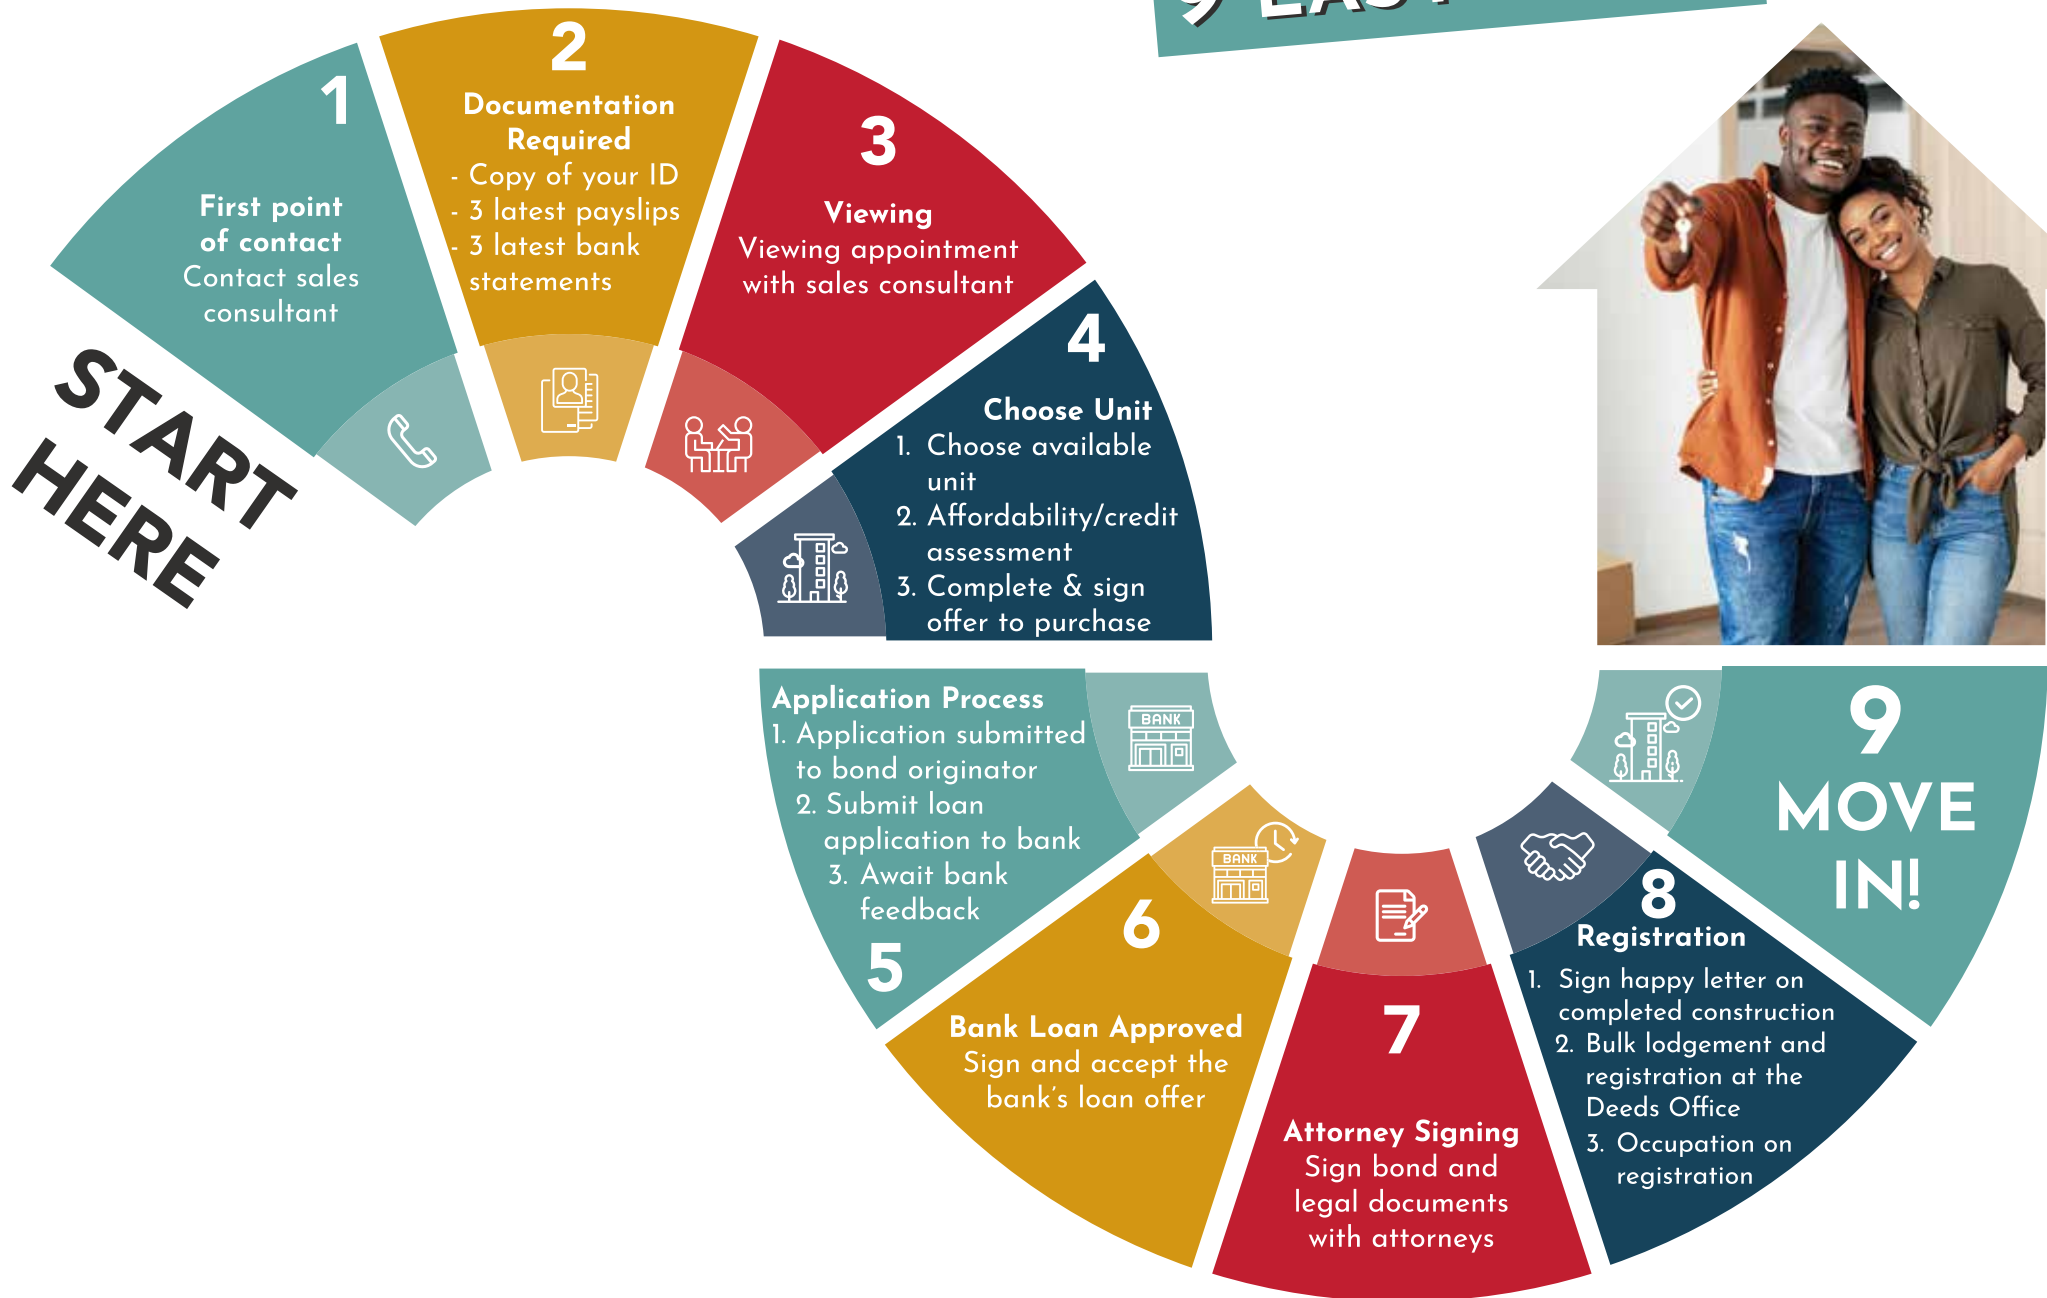 9 EASY
START
HERE
1
First point
of contact
Contact sales
consultant
2
Documentation
Required
- Copy of your ID
- 3 latest payslips
- 3 latest bank
statements
3
Viewing
Viewing appointment
with sales consultant
4
Choose Unit
1. Choose available
unit
2. Affordability/credit
assessment
3. Complete & sign
offer to purchase
Application Process
1. Application submitted
to bond originator
2. Submit loan
application to bank
3. Await bank
feedback
5
BANK
6
Bank Loan Approved
Sign and accept the
bank's loan offer
BANK
7
Attorney Signing
Sign bond and
legal documents
with attorneys
8
Registration
1. Sign happy letter on
completed construction
2. Bulk lodgement and
registration at the
Deeds Office
3. Occupation on
registration
9
MOVE
IN!